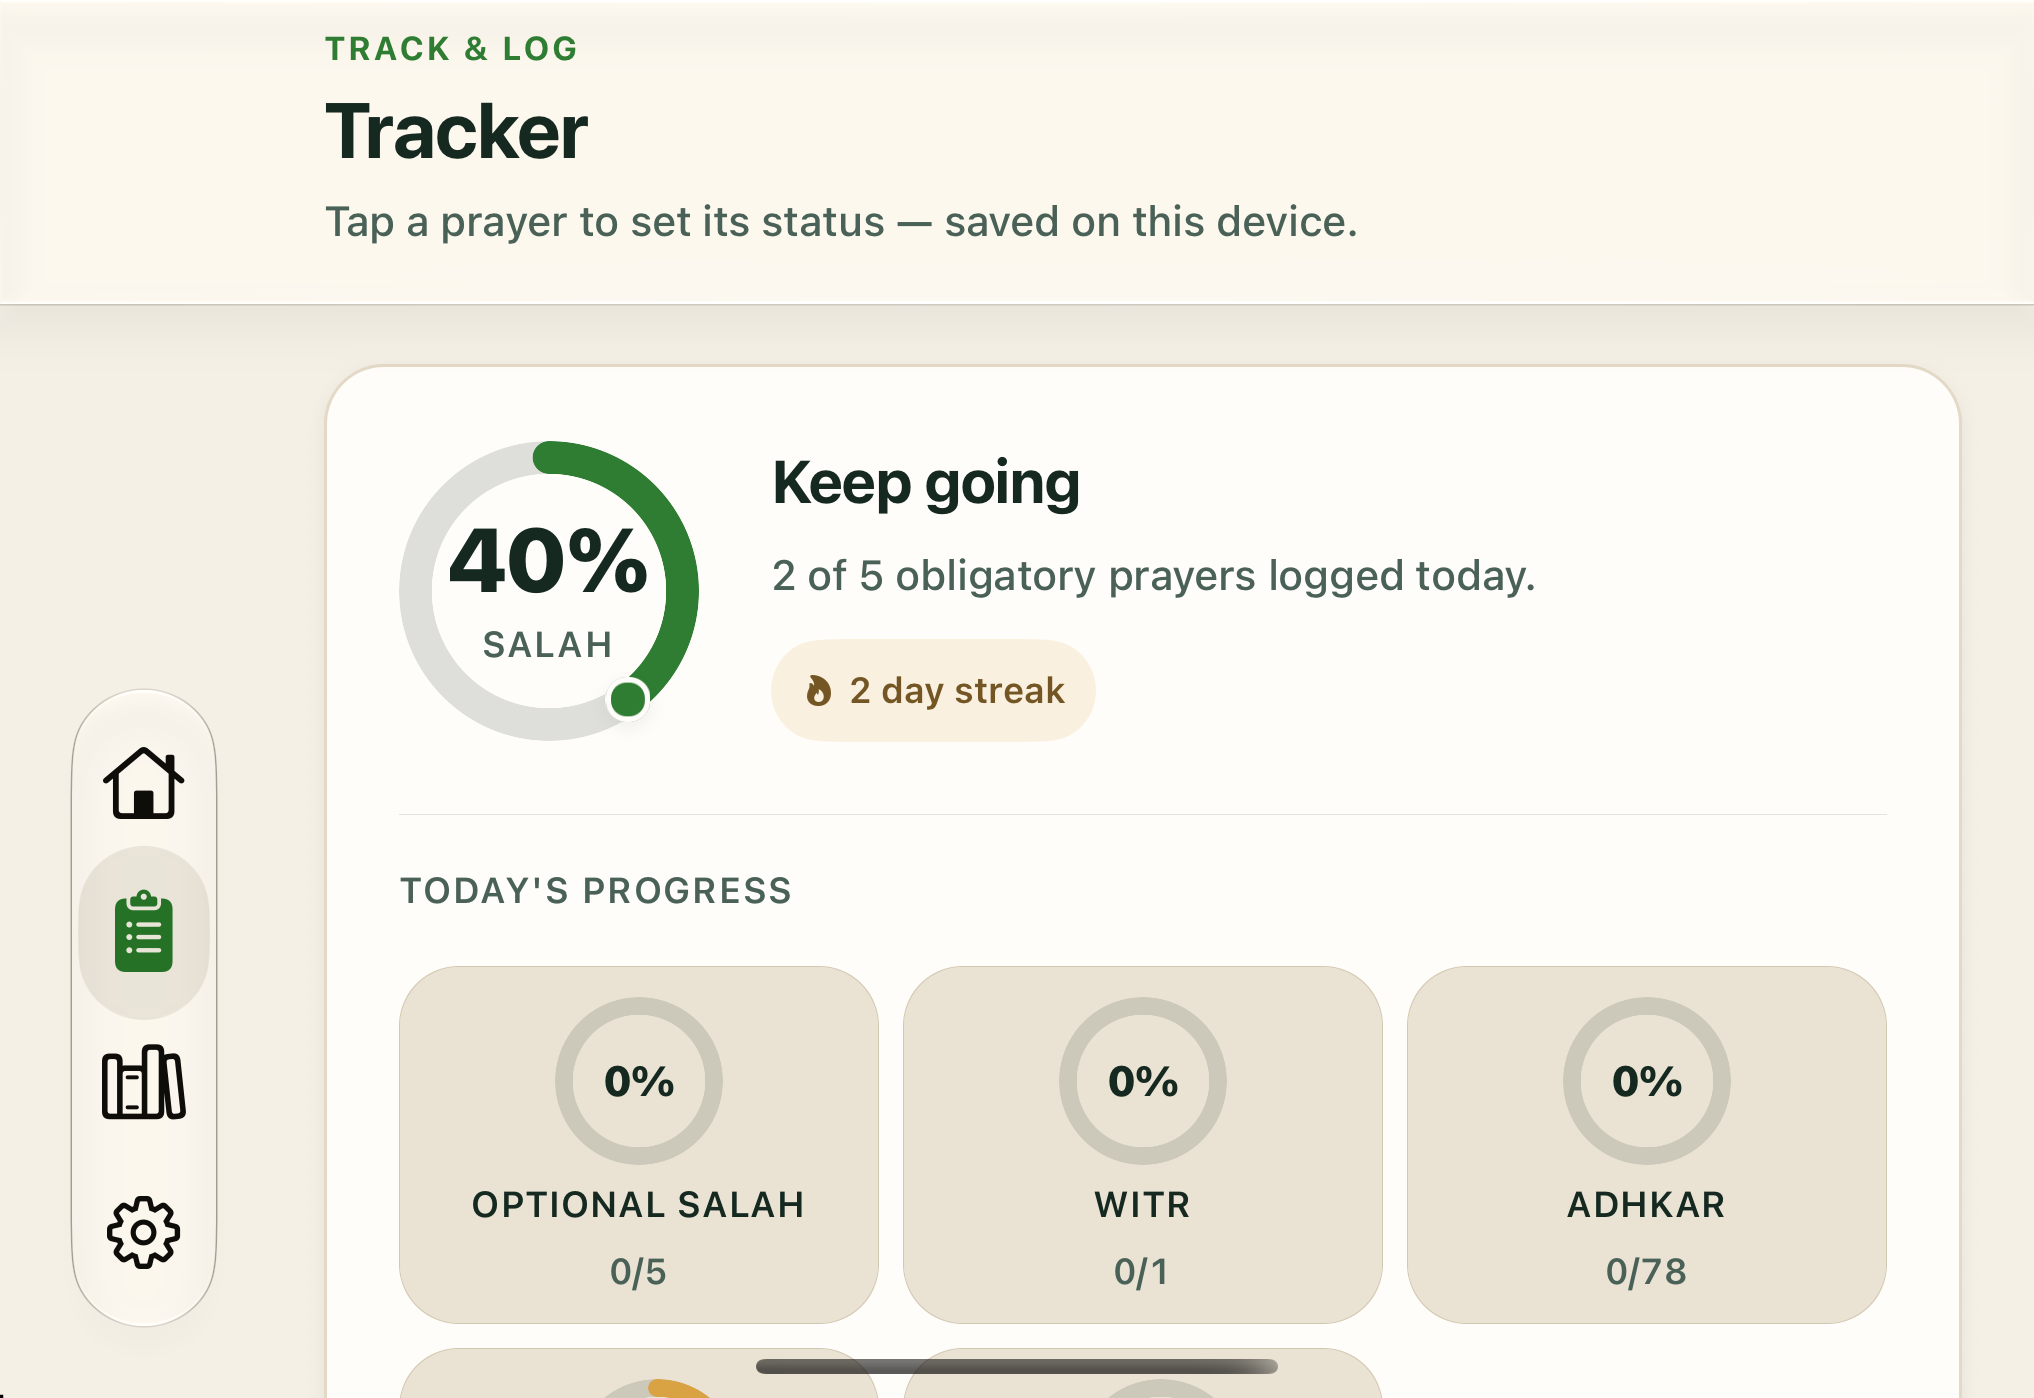 TRACK & LOG
Tracker
Tap a prayer to set its status — saved on this device.
40%
SALAH
Keep going
2 of 5 obligatory prayers logged today.
2 day streak
TODAY'S PROGRESS
0%
OPTIONAL SALAH
0/5
0%
WITR
0/1
0%
ADHKAR
0/78